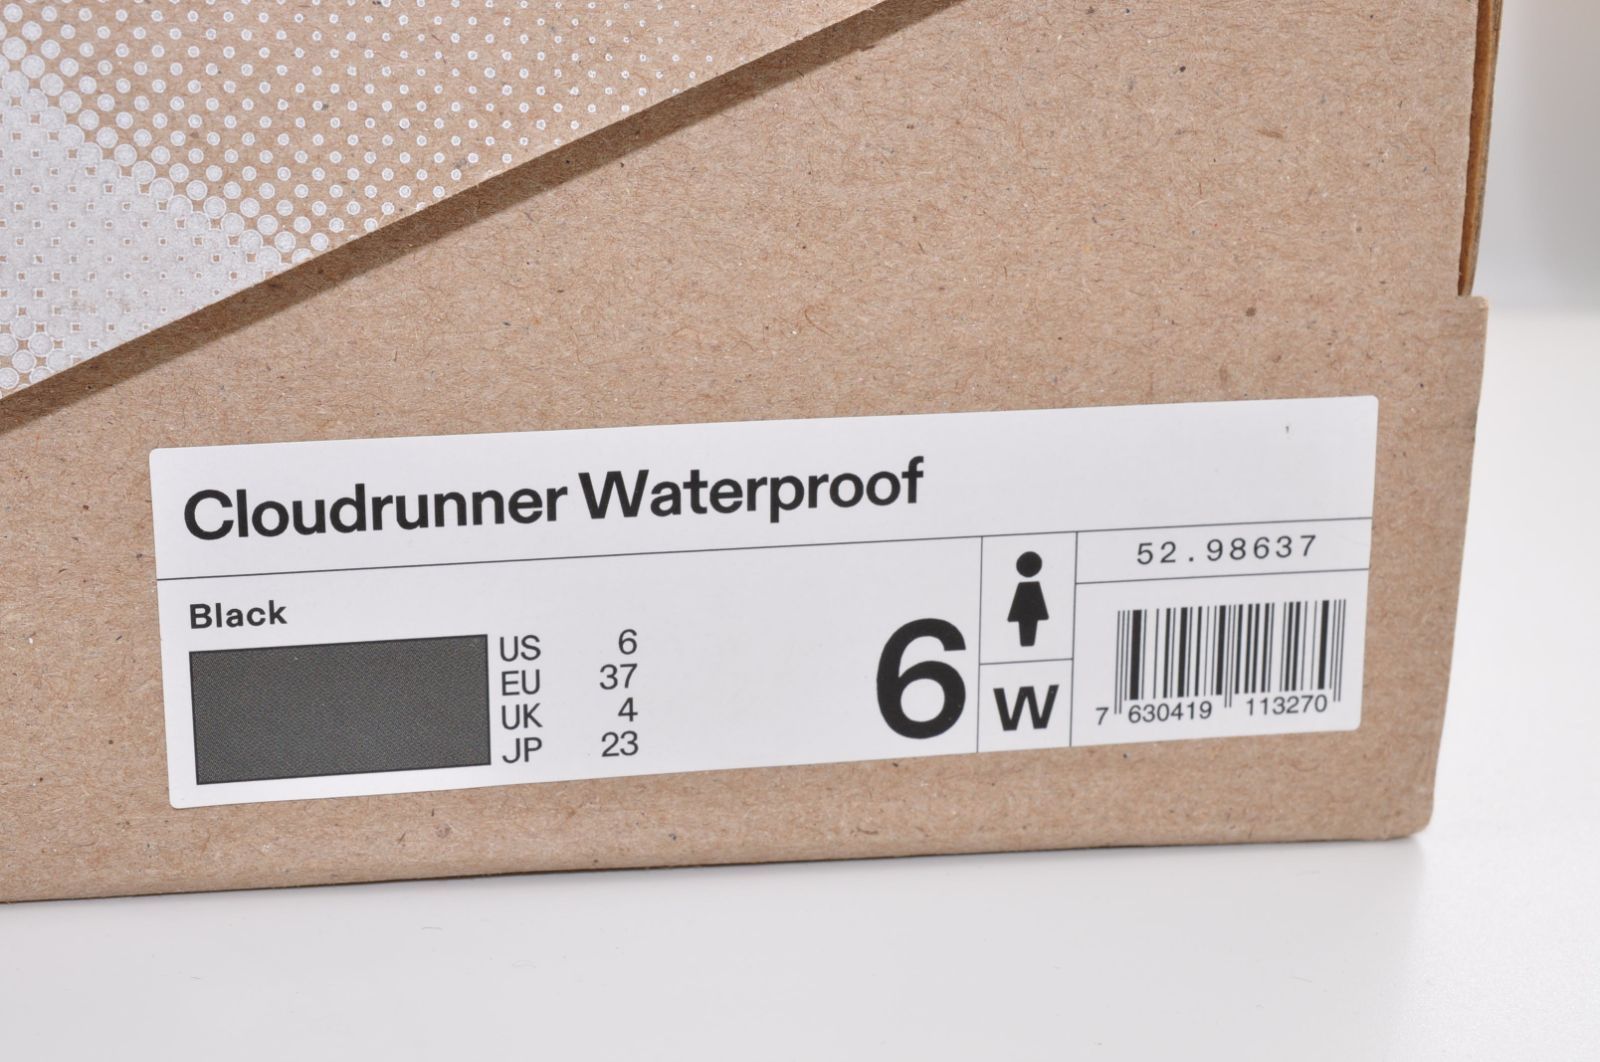 Cloudrunner Waterproof
Black
US 6
EU 37
UK 4
JP 23
6
W
52.98637
7 630419 113270